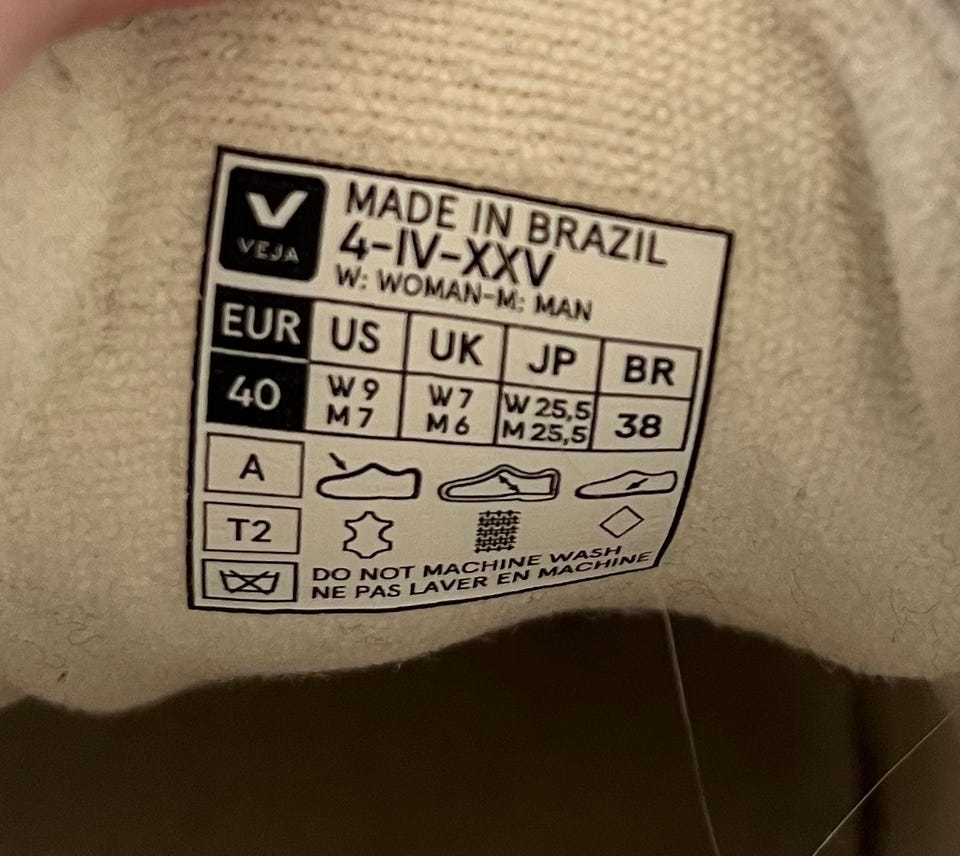 V
VEJA
MADE IN BRAZIL
4-IV-XXV
W: WOMAN-M: MAN
EUR US UK JP BR
40 W 9 W 7 W 25,5 38
M 7 M 6 M 25,5
A
T2
DO NOT MACHINE WASH
NE PAS LAVER EN MACHINE